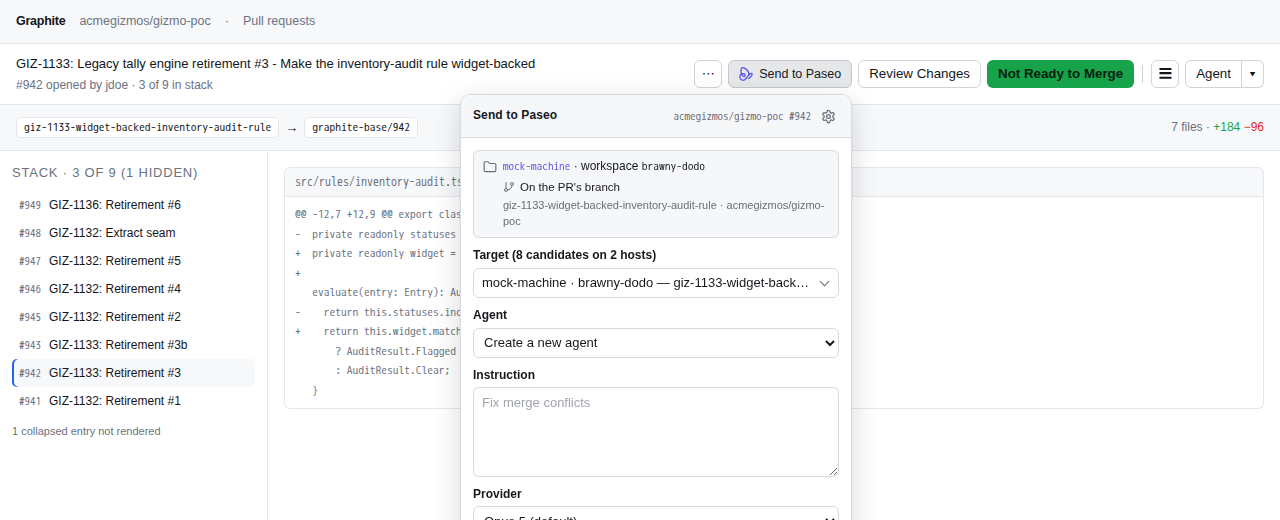 Graphite acmegizmos/gizmo-poc · Pull requests
GIZ-1133: Legacy tally engine retirement #3 - Make the inventory-audit rule widget-backed
#942 opened by jdoe · 3 of 9 in stack
··· Send to Paseo Review Changes Not Ready to Merge Agent
giz-1133-widget-backed-inventory-audit-rule → graphite-base/942
7 files · +184 −96
STACK · 3 OF 9 (1 HIDDEN)
#949 GIZ-1136: Retirement #6
#948 GIZ-1132: Extract seam
#947 GIZ-1132: Retirement #5
#946 GIZ-1132: Retirement #4
#945 GIZ-1132: Retirement #2
#943 GIZ-1133: Retirement #3b
#942 GIZ-1133: Retirement #3
#941 GIZ-1132: Retirement #1
1 collapsed entry not rendered
src/rules/inventory-audit.ts
@@ -12,7 +12,9 @@ export clas
- private readonly statuses
+ private readonly widget =
+
evaluate(entry: Entry): Au
- return this.statuses.inc
+ return this.widget.match
? AuditResult.Flagged
: AuditResult.Clear;
}
Send to Paseo acmegizmos/gizmo-poc #942
mock-machine · workspace brawny-dodo
On the PR's branch
giz-1133-widget-backed-inventory-audit-rule · acmegizmos/gizmo-
poc
Target (8 candidates on 2 hosts)
mock-machine · brawny-dodo — giz-1133-widget-back…
Agent
Create a new agent
Instruction
Fix merge conflicts
Provider
Opus 5 (default)